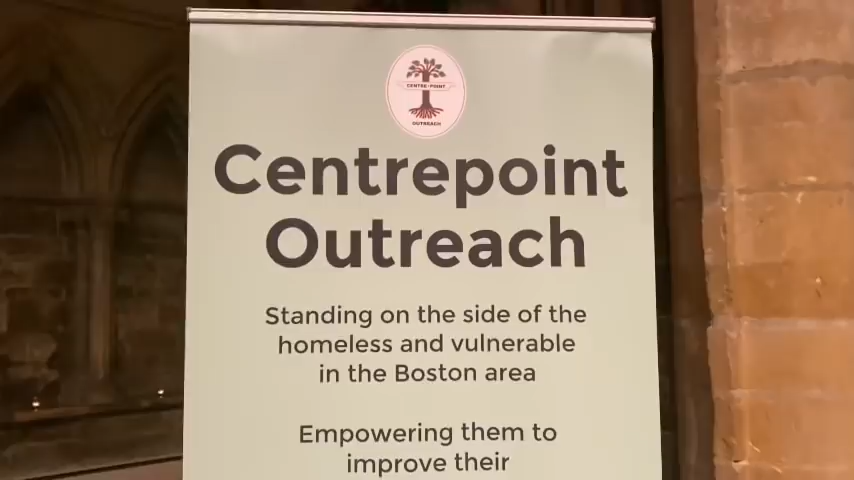 CENTRE-POINT
OUTREACH
Centrepoint
Outreach
Standing on the side of the
homeless and vulnerable
in the Boston area
Empowering them to
improve their